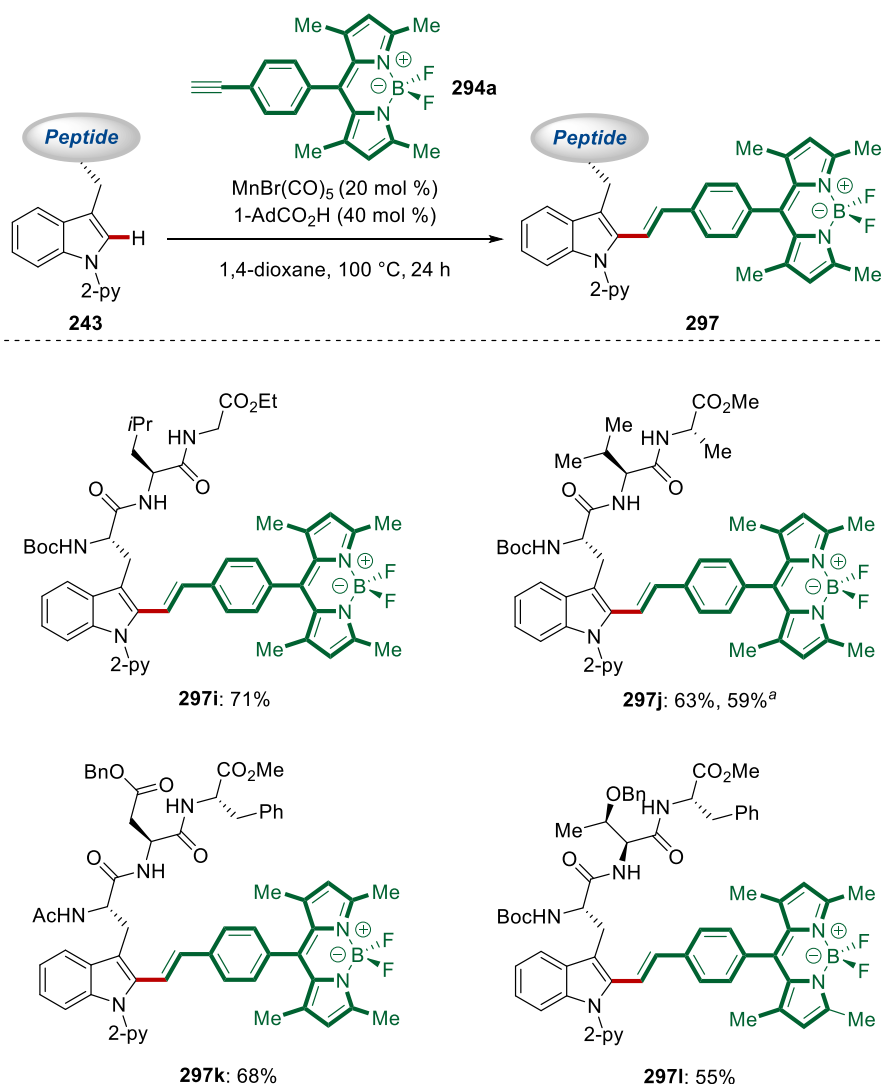 Me
Me
N
⊕
⊖
B
F
F
N
Me
Me
294a
Peptide
H
N
2-py
243
MnBr(CO)5 (20 mol %)
1-AdCO2H (40 mol %)
1,4-dioxane, 100 °C, 24 h
Peptide
N
2-py
Me
Me
N
⊕
⊖
B
F
F
N
Me
Me
297
CO2Et
iPr
HN
O
O
NH
BocHN
N
2-py
Me
Me
N
⊕
⊖
B
F
F
N
Me
Me
297i: 71%
CO2Me
Me
HN
Me
Me
O
O
NH
BocHN
N
2-py
Me
Me
N
⊕
⊖
B
F
F
N
Me
Me
297j: 63%, 59%a
BnO
O
CO2Me
HN
Ph
O
O
NH
AcHN
N
2-py
Me
Me
N
⊕
⊖
B
F
F
N
Me
Me
297k: 68%
CO2Me
OBn
HN
Ph
Me
O
O
NH
BocHN
N
2-py
Me
Me
N
⊕
⊖
B
F
F
N
Me
Me
297l: 55%